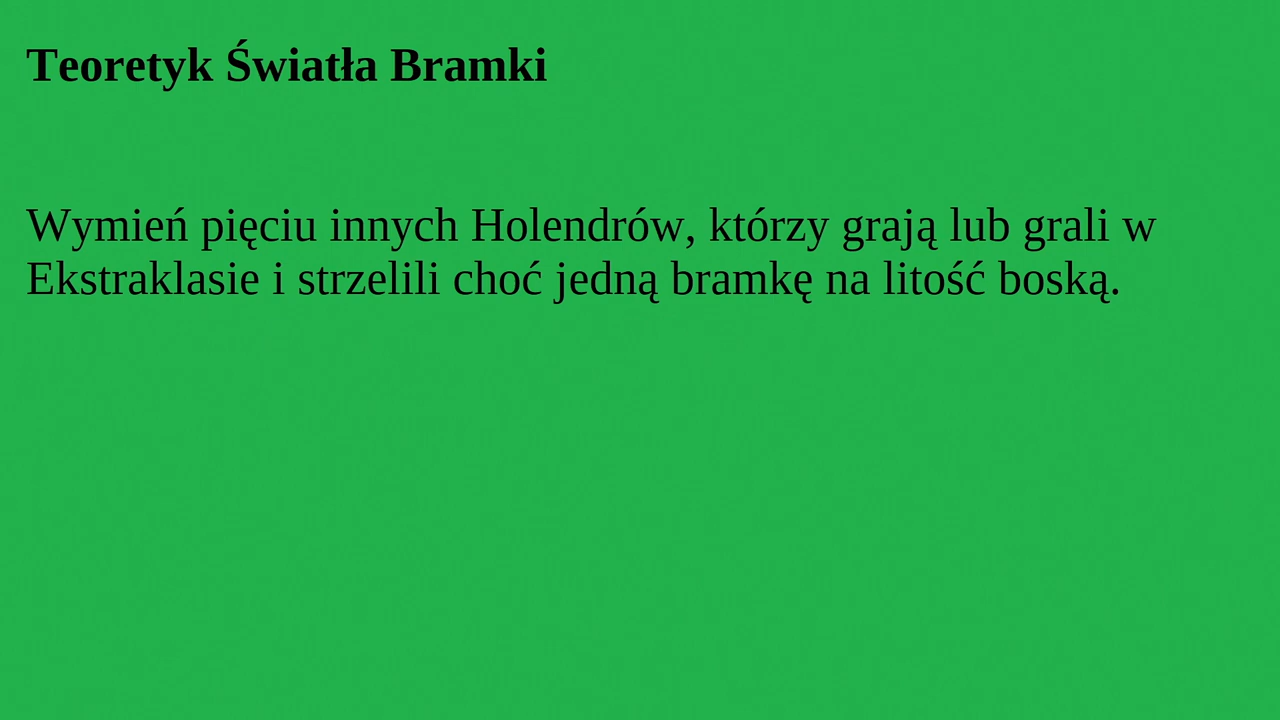 Teoretyk Światła Bramki
Wymień pięciu innych Holendrów, którzy grają lub grali w
Ekstraklasie i strzelili choć jedną bramkę na litość boską.